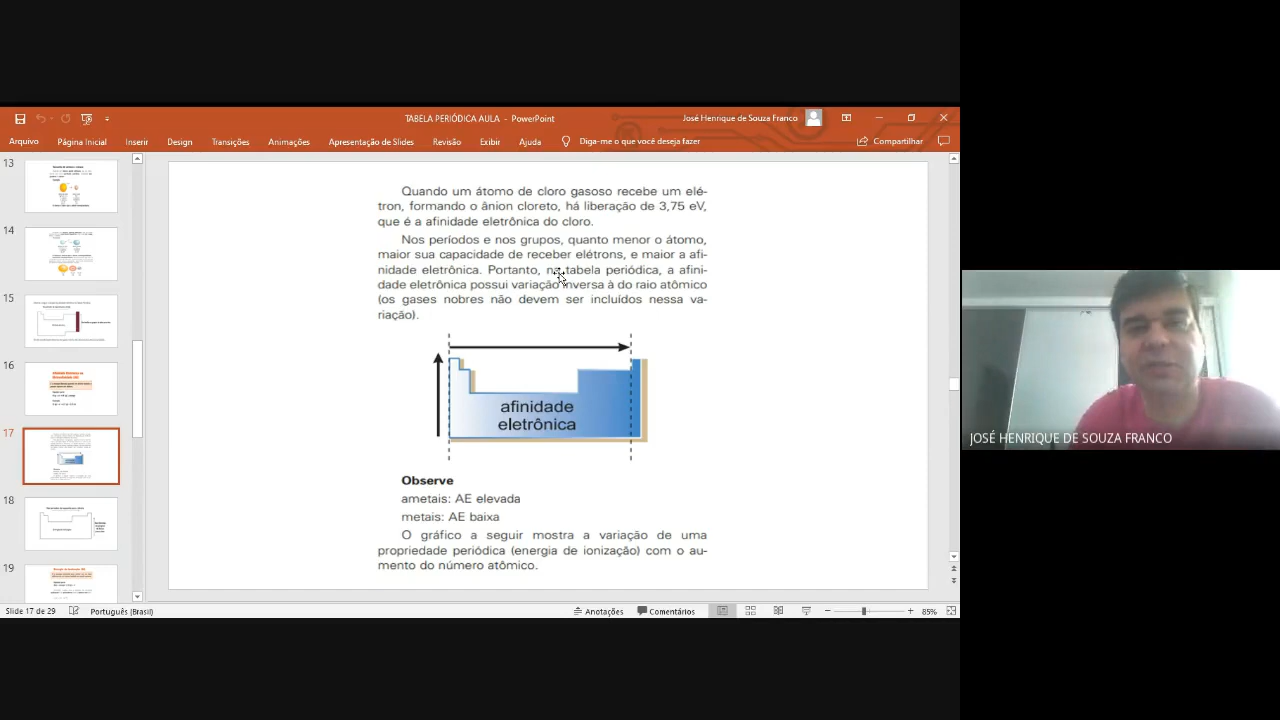 TABELA PERIÓDICA AULA - PowerPoint
José Henrique de Souza Franco
Arquivo Página Inicial Inserir Design Transições Animações Apresentação de Slides Revisão Exibir Ajuda Diga-me o que você deseja fazer Compartilhar
13
14
15
16
17
18
19
Quando um átomo de cloro gasoso recebe um elé-
tron, formando o ânion cloreto, há liberação de 3,75 eV,
que é a afinidade eletrônica do cloro.
Nos períodos e nos grupos, quanto menor o átomo,
maior sua capacidade de receber elétrons, e maior a afi-
nidade eletrônica. Portanto, na tabela periódica, a afini-
dade eletrônica possui variação inversa à do raio atômico
(os gases nobres não devem ser incluídos nessa va-
riação).
afinidade
eletrônica
Observe
ametais: AE elevada
metais: AE baixa
O gráfico a seguir mostra a variação de uma
propriedade periódica (energia de ionização) com o au-
mento do número atômico.
JOSÉ HENRIQUE DE SOUZA FRANCO
Slide 17 de 29 Português (Brasil) Anotações Comentários 85%